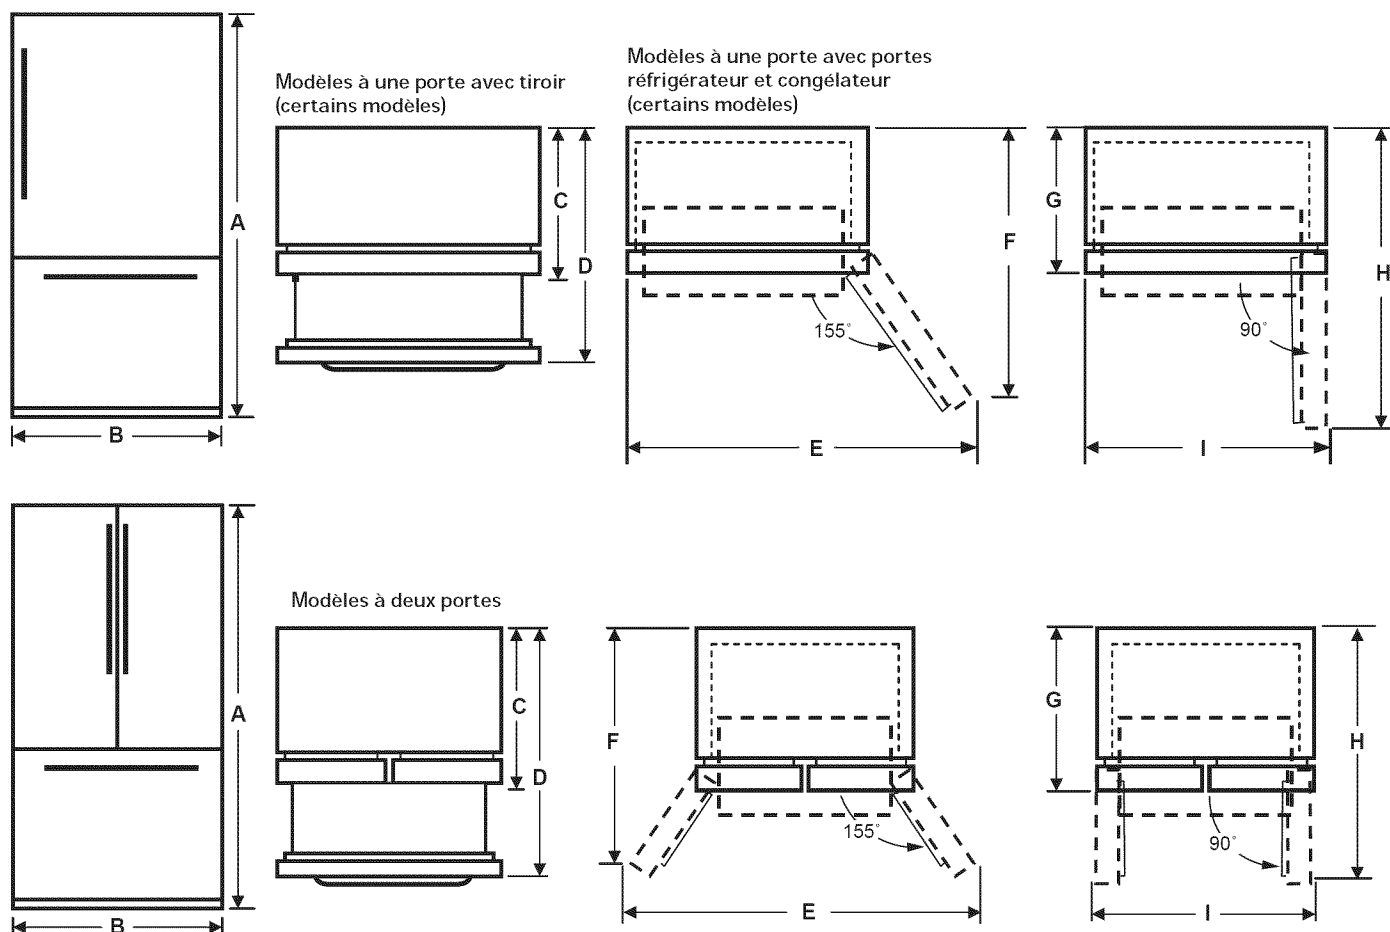 Modèles à une porte avec tiroir
(certains modèles)
Modèles à une porte avec portes
réfrigérateur et congélateur
(certains modèles)
A
B
C
D
155°
E
F
G
90°
H
I
Modèles à deux portes
A
B
C
D
F
155°
E
G
90°
H
I